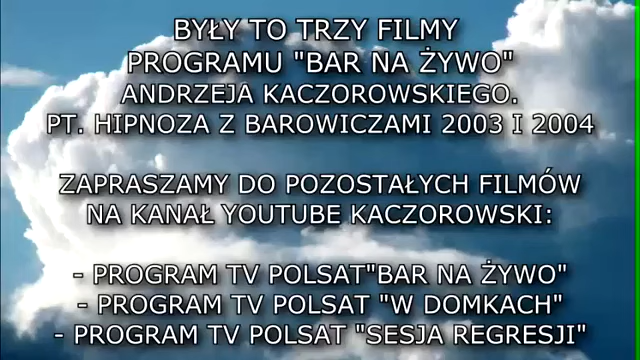 BYŁY TO TRZY FILMY
PROGRAMU "BAR NA ŻYWO"
ANDRZEJA KACZOROWSKIEGO.
PT. HIPNOZA Z BAROWICZAMI 2003 I 2004
ZAPRASZAMY DO POZOSTAŁYCH FILMÓW
NA KANAŁ YOUTUBE KACZOROWSKI:
- PROGRAM TV POLSAT"BAR NA ŻYWO"
- PROGRAM TV POLSAT "W DOMKACH"
- PROGRAM TV POLSAT "SESJA REGRESJI"